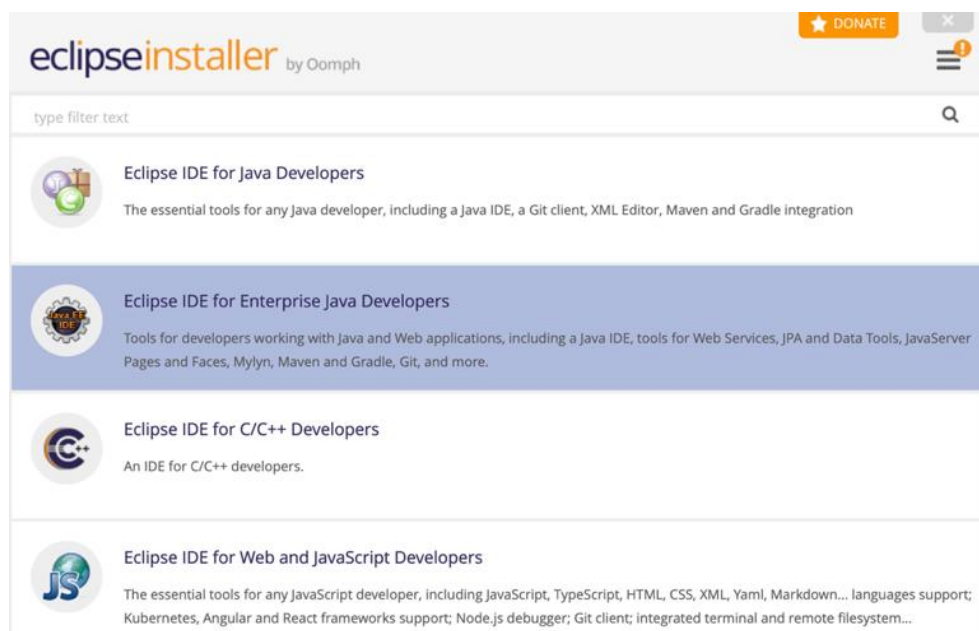 DONATE
eclipseinstaller by Oomph
type filter text
Eclipse IDE for Java Developers
The essential tools for any Java developer, including a Java IDE, a Git client, XML Editor, Maven and Gradle integration
Java EE
IDE
Eclipse IDE for Enterprise Java Developers
Tools for developers working with Java and Web applications, including a Java IDE, tools for Web Services, JPA and Data Tools, JavaServer
Pages and Faces, Mylyn, Maven and Gradle, Git, and more.
C++
Eclipse IDE for C/C++ Developers
An IDE for C/C++ developers.
JS
Eclipse IDE for Web and JavaScript Developers
The essential tools for any JavaScript developer, including JavaScript, TypeScript, HTML, CSS, XML, Yaml, Markdown... languages support;
Kubernetes, Angular and React frameworks support; Node.js debugger; Git client; integrated terminal and remote filesystem...